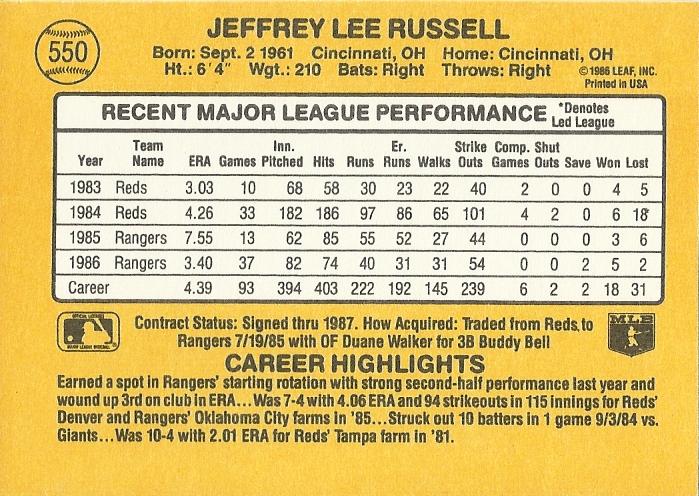 550
JEFFREY LEE RUSSELL
Born: Sept. 2 1961 Cincinnati, OH Home: Cincinnati, OH
Ht.: 6'4" Wgt.: 210 Bats: Right Throws: Right
©1986 LEAF, INC.
Printed in USA
RECENT MAJOR LEAGUE PERFORMANCE *Denotes Led League
Year Team Name ERA Games Inn. Pitched Hits Runs Er. Runs Walks Strike Outs Comp. Games Shut Outs Save Won Lost
1983 Reds 3.03 10 68 58 30 23 22 40 2 0 0 4 5
1984 Reds 4.26 33 182 186 97 86 65 101 4 2 0 6 18*
1985 Rangers 7.55 13 62 85 55 52 27 44 0 0 0 3 6
1986 Rangers 3.40 37 82 74 40 31 31 54 0 0 2 5 2
Career 4.39 93 394 403 222 192 145 239 6 2 2 18 31
OFFICIAL LICENSEE
MAJOR LEAGUE BASEBALL
Contract Status: Signed thru 1987. How Acquired: Traded from Reds to
Rangers 7/19/85 with OF Duane Walker for 3B Buddy Bell
MLB
CAREER HIGHLIGHTS
Earned a spot in Rangers' starting rotation with strong second-half performance last year and
wound up 3rd on club in ERA...Was 7-4 with 4.06 ERA and 94 strikeouts in 115 innings for Reds'
Denver and Rangers' Oklahoma City farms in '85...Struck out 10 batters in 1 game 9/3/84 vs.
Giants...Was 10-4 with 2.01 ERA for Reds' Tampa farm in '81.